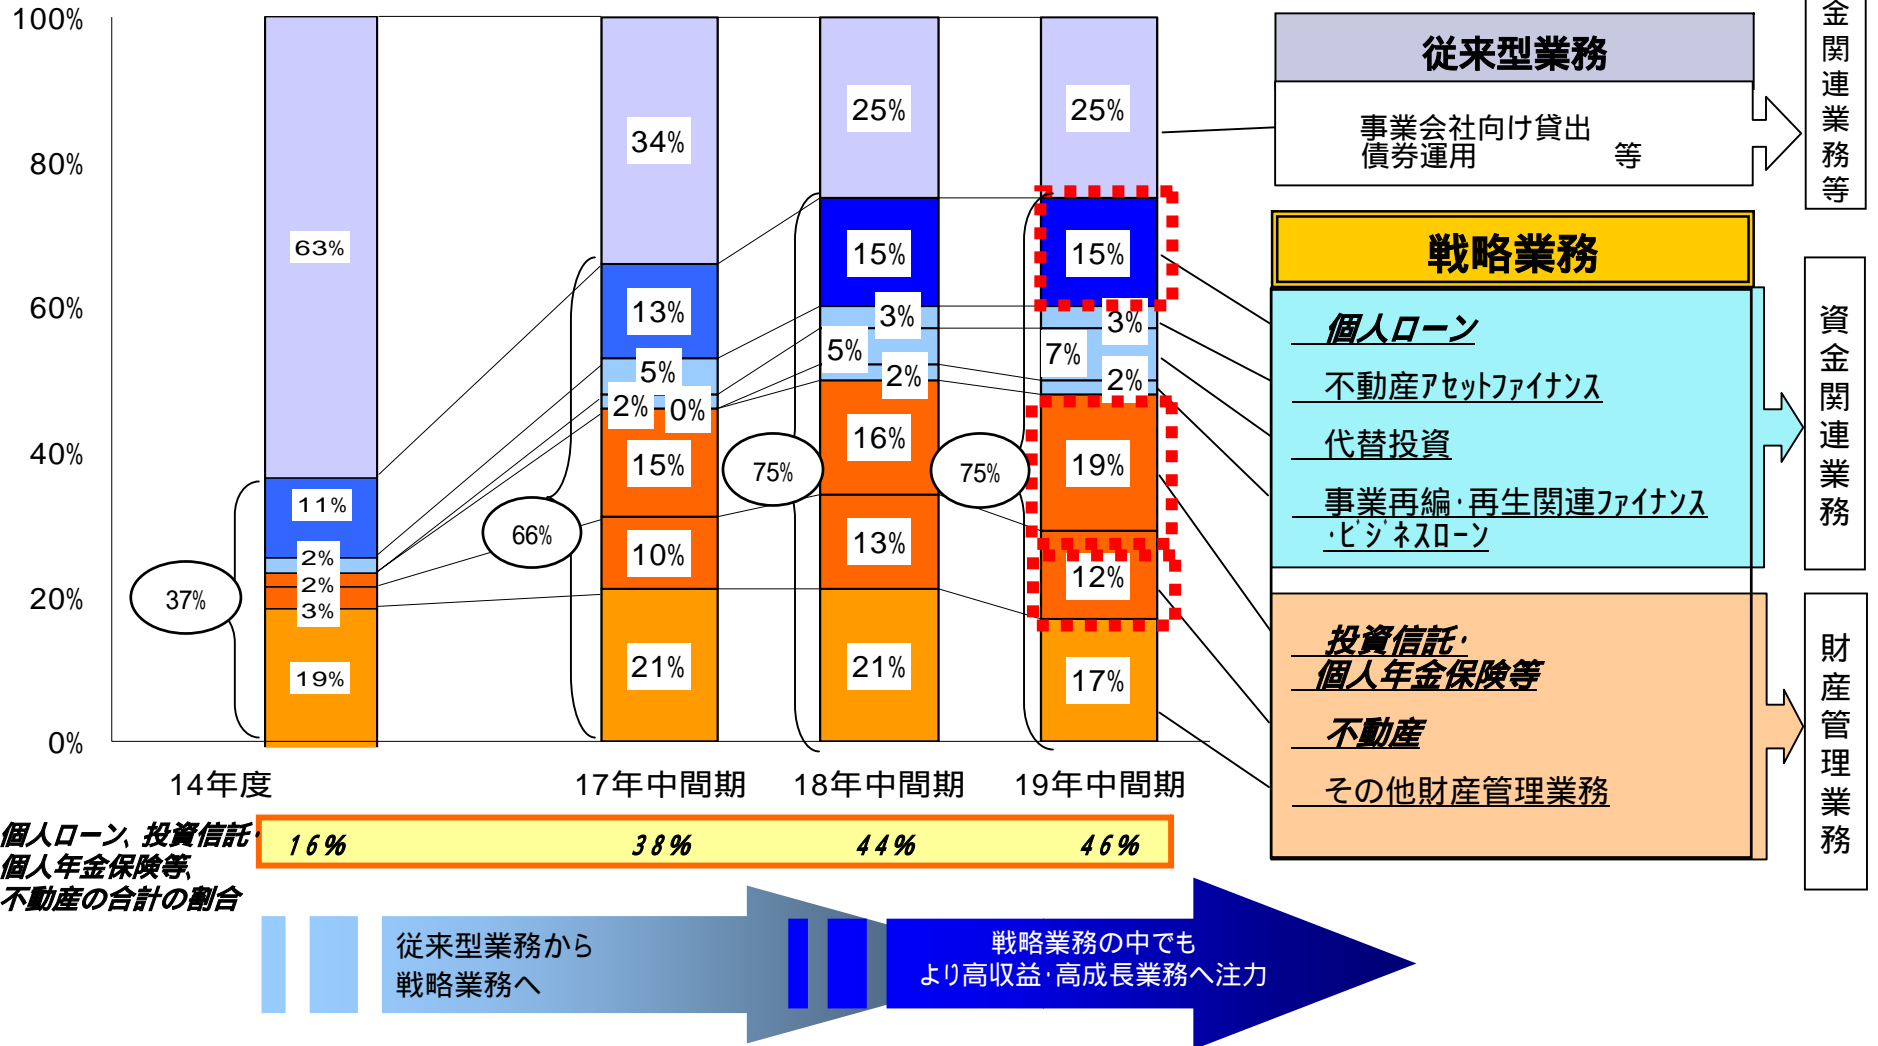 100%
80%
60%
40%
20%
0%
63%
11%
2%
2%
3%
19%
37%
34%
13%
5%
2%
0%
15%
10%
21%
66%
25%
15%
3%
5%
2%
16%
13%
21%
75%
25%
15%
3%
7%
2%
19%
12%
17%
75%
14年度
17年中間期
18年中間期
19年中間期
従来型業務
事業会社向け貸出
債券運用 等
金関連業務等
戦略業務
個人ローン
不動産アセットファイナンス
代替投資
事業再編・再生関連ファイナンス
・ビジネスローン
資金関連業務
投資信託・
個人年金保険等
不動産
その他財産管理業務
財産管理業務
個人ローン、投資信託・
個人年金保険等、
不動産の合計の割合
16%
38%
44%
46%
従来型業務から
戦略業務へ
戦略業務の中でも
より高収益・高成長業務へ注力